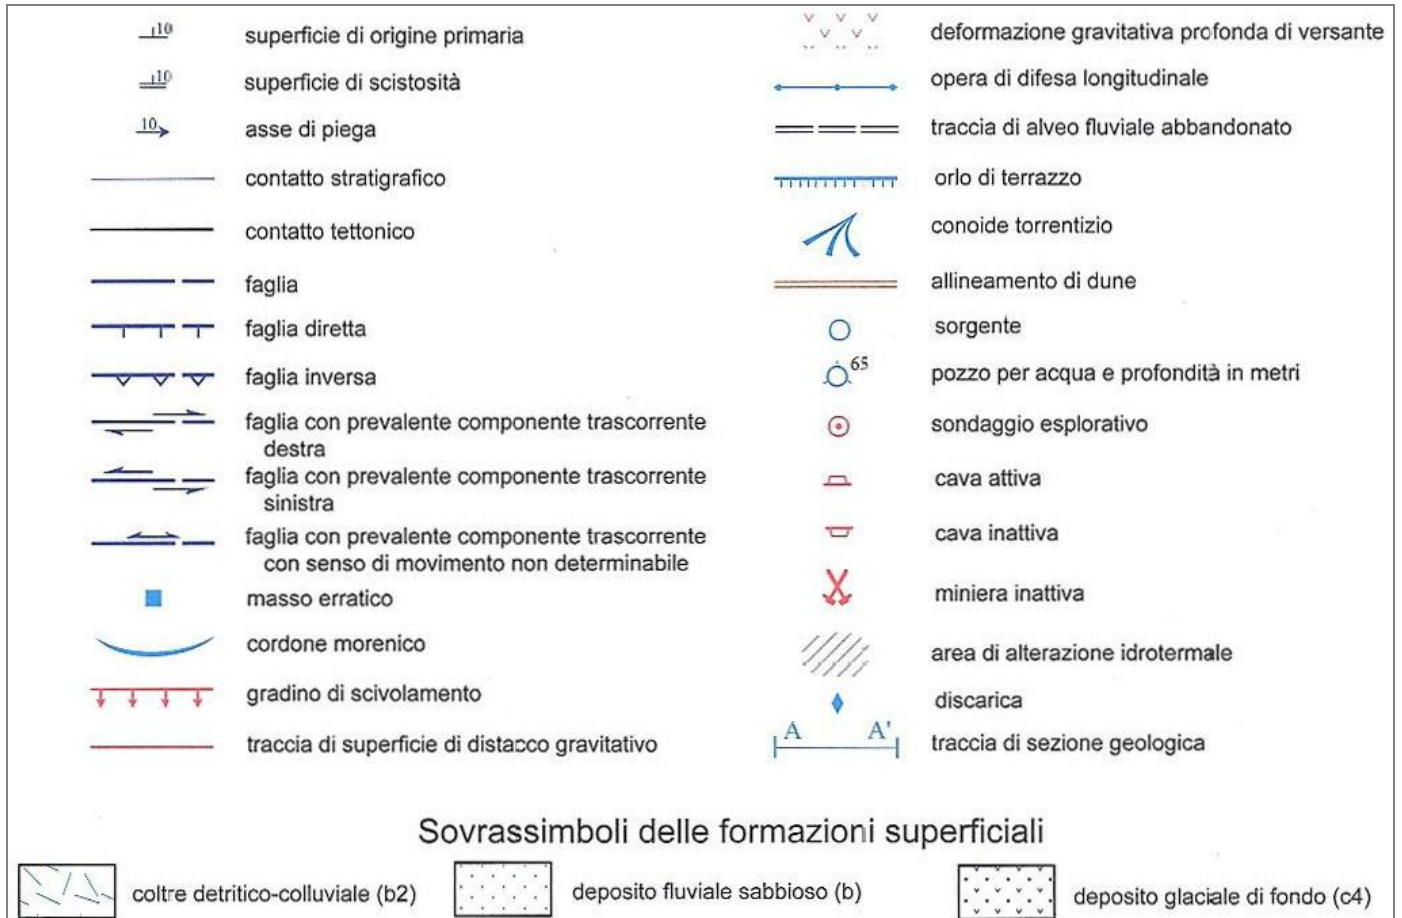 10 superficie di origine primaria
10 superficie di scistosità
10 asse di piega
contatto stratigrafico
contatto tettonico
faglia
faglia diretta
faglia inversa
faglia con prevalente componente trascorrente
destra
faglia con prevalente componente trascorrente
sinistra
faglia con prevalente componente trascorrente
con senso di movimento non determinabile
masso erratico
cordone morenico
gradino di scivolamento
traccia di superficie di distacco gravitativo
deformazione gravitativa profonda di versante
opera di difesa longitudinale
traccia di alveo fluviale abbandonato
orlo di terrazzo
conoide torrentizio
allineamento di dune
sorgente
65 pozzo per acqua e profondità in metri
sondaggio esplorativo
cava attiva
cava inattiva
miniera inattiva
area di alterazione idrotermale
discarica
A A' traccia di sezione geologica
Sovrassimboli delle formazioni superficiali
coltre detritico-colluviale (b2) deposito fluviale sabbioso (b) deposito glaciale di fondo (c4)